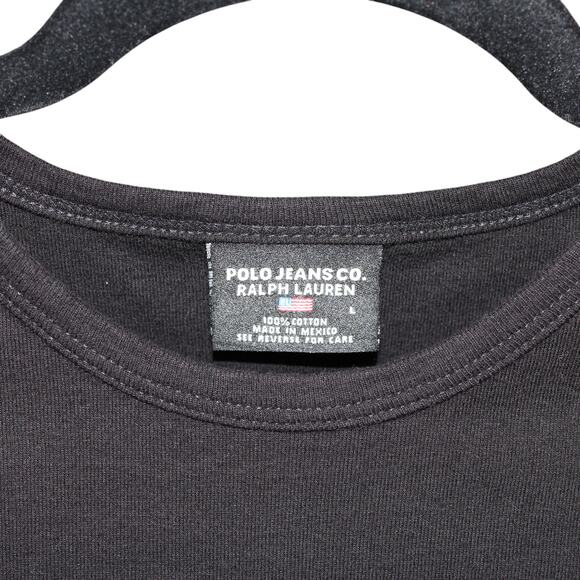 POLO JEANS CO.
RALPH LAUREN
L
100% COTTON
MADE IN MEXICO
SEE REVERSE FOR CARE